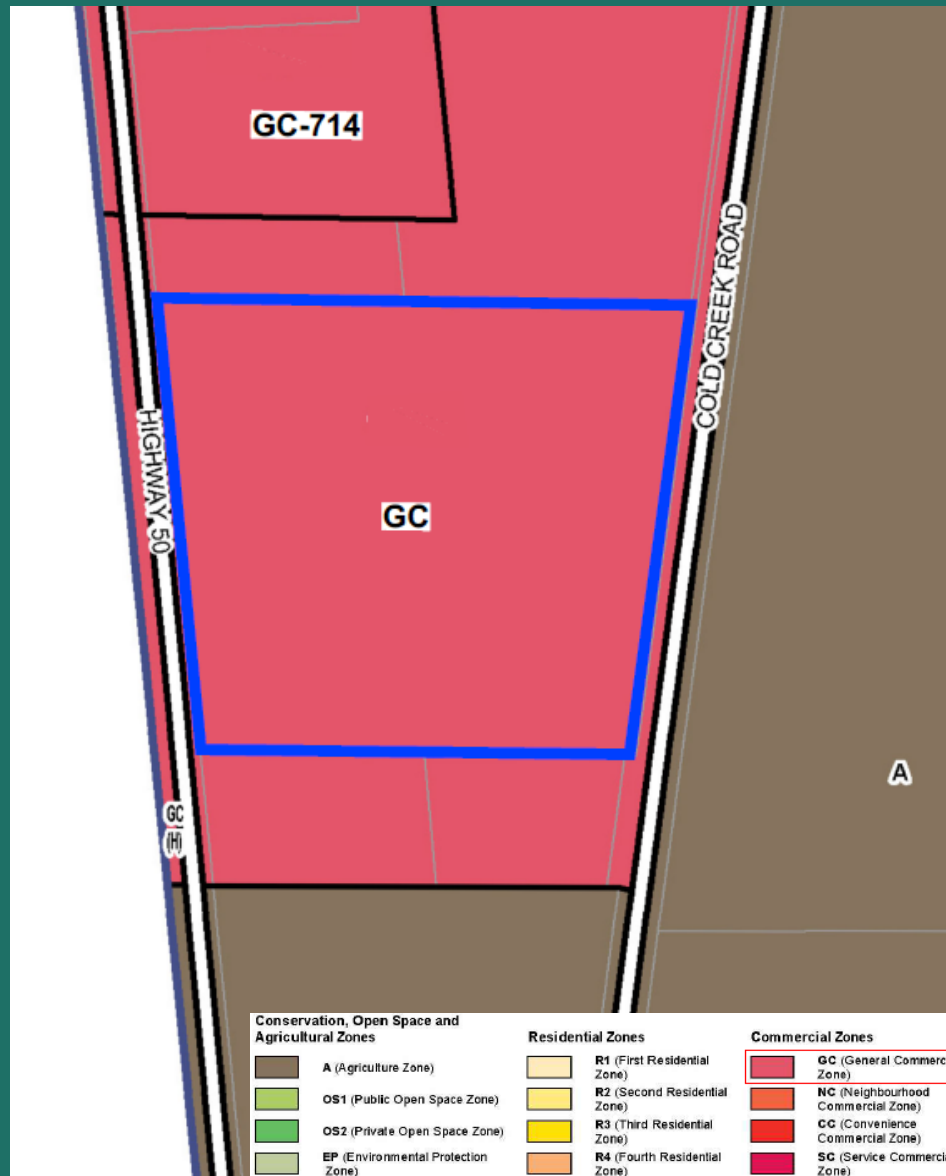 GC-714
COLD CREEK ROAD
HIGHWAY 50
GC
A
GC
(H)
Conservation, Open Space and
Agricultural Zones
A (Agriculture Zone)
OS1 (Public Open Space Zone)
OS2 (Private Open Space Zone)
EP (Environmental Protection
Zone)
Residential Zones
R1 (First Residential
Zone)
R2 (Second Residential
Zone)
R3 (Third Residential
Zone)
R4 (Fourth Residential
Zone)
Commercial Zones
GC (General Commerc
Zone)
NC (Neighbourhood
Commercial Zone)
CC (Convenience
Commercial Zone)
SC (Service Commerci
Zone)